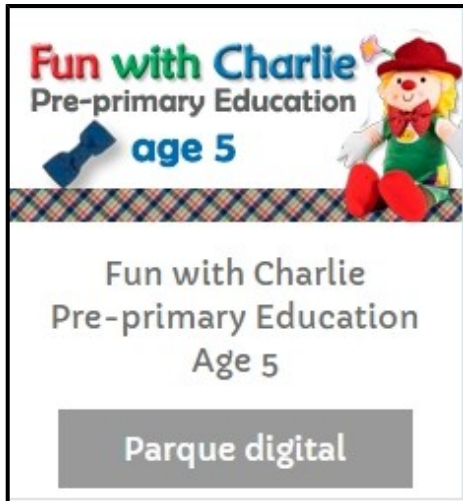 Fun with Charlie
Pre-primary Education
age 5
Fun with Charlie
Pre-primary Education
Age 5
Parque digital